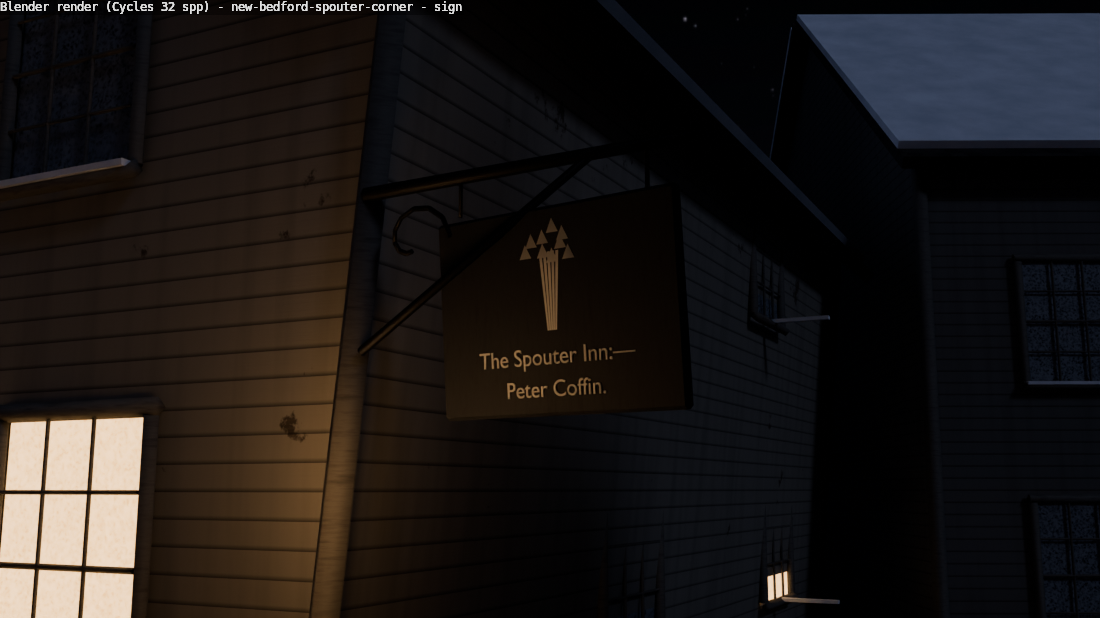 Blender render (Cycles 32 spp) - new-bedford-spouter-corner - sign
The Spouter Inn:—
Peter Coffin.